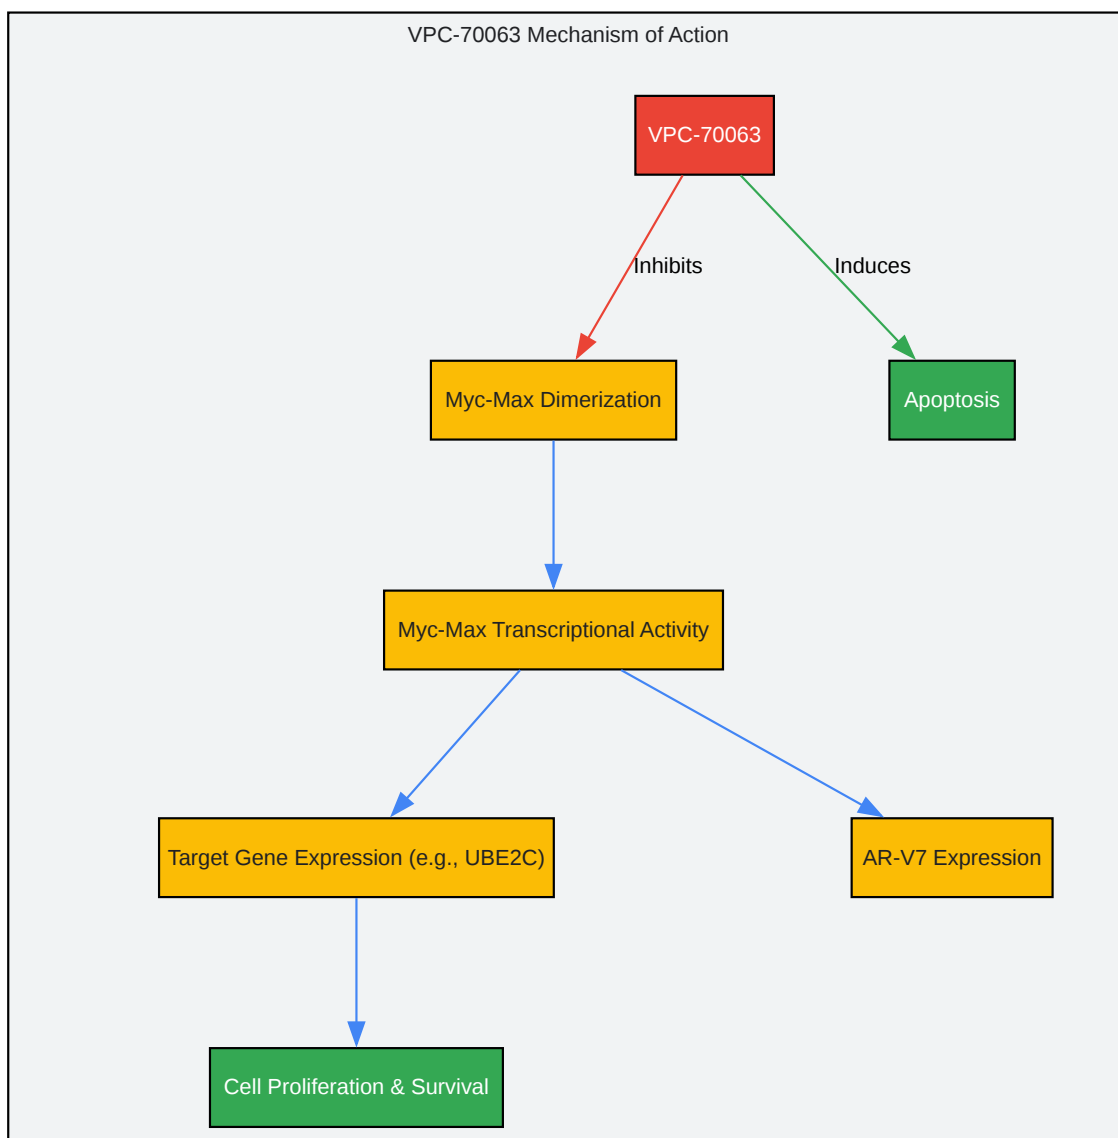 VPC-70063 Mechanism of Action
VPC-70063
Inhibits
Induces
Myc-Max Dimerization
Apoptosis
Myc-Max Transcriptional Activity
Target Gene Expression (e.g., UBE2C)
AR-V7 Expression
Cell Proliferation & Survival